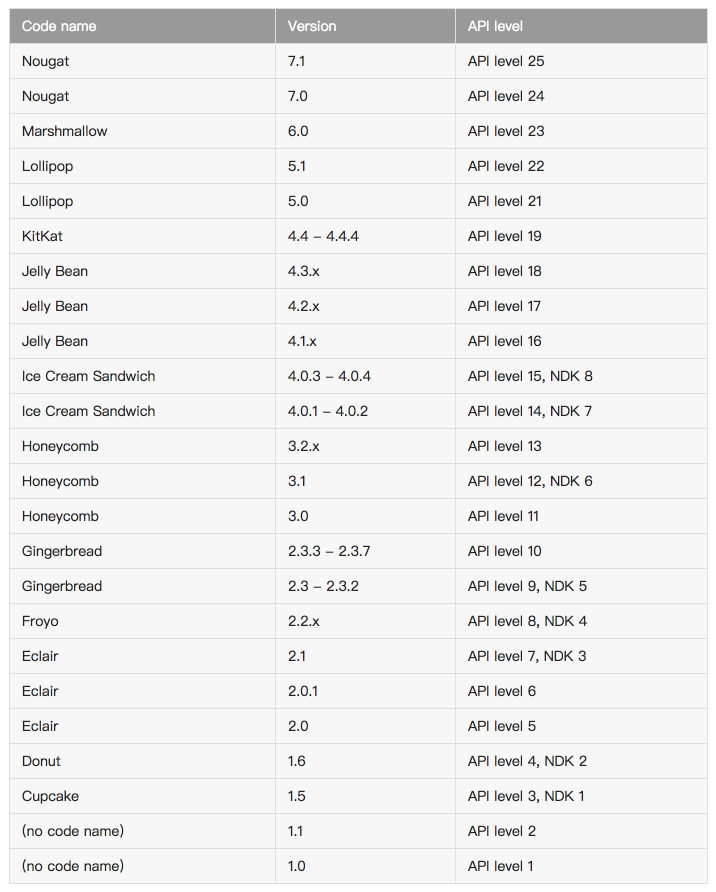 Code name Version API level
Nougat 7.1 API level 25
Nougat 7.0 API level 24
Marshmallow 6.0 API level 23
Lollipop 5.1 API level 22
Lollipop 5.0 API level 21
KitKat 4.4 – 4.4.4 API level 19
Jelly Bean 4.3.x API level 18
Jelly Bean 4.2.x API level 17
Jelly Bean 4.1.x API level 16
Ice Cream Sandwich 4.0.3 – 4.0.4 API level 15, NDK 8
Ice Cream Sandwich 4.0.1 – 4.0.2 API level 14, NDK 7
Honeycomb 3.2.x API level 13
Honeycomb 3.1 API level 12, NDK 6
Honeycomb 3.0 API level 11
Gingerbread 2.3.3 – 2.3.7 API level 10
Gingerbread 2.3 – 2.3.2 API level 9, NDK 5
Froyo 2.2.x API level 8, NDK 4
Eclair 2.1 API level 7, NDK 3
Eclair 2.0.1 API level 6
Eclair 2.0 API level 5
Donut 1.6 API level 4, NDK 2
Cupcake 1.5 API level 3, NDK 1
(no code name) 1.1 API level 2
(no code name) 1.0 API level 1